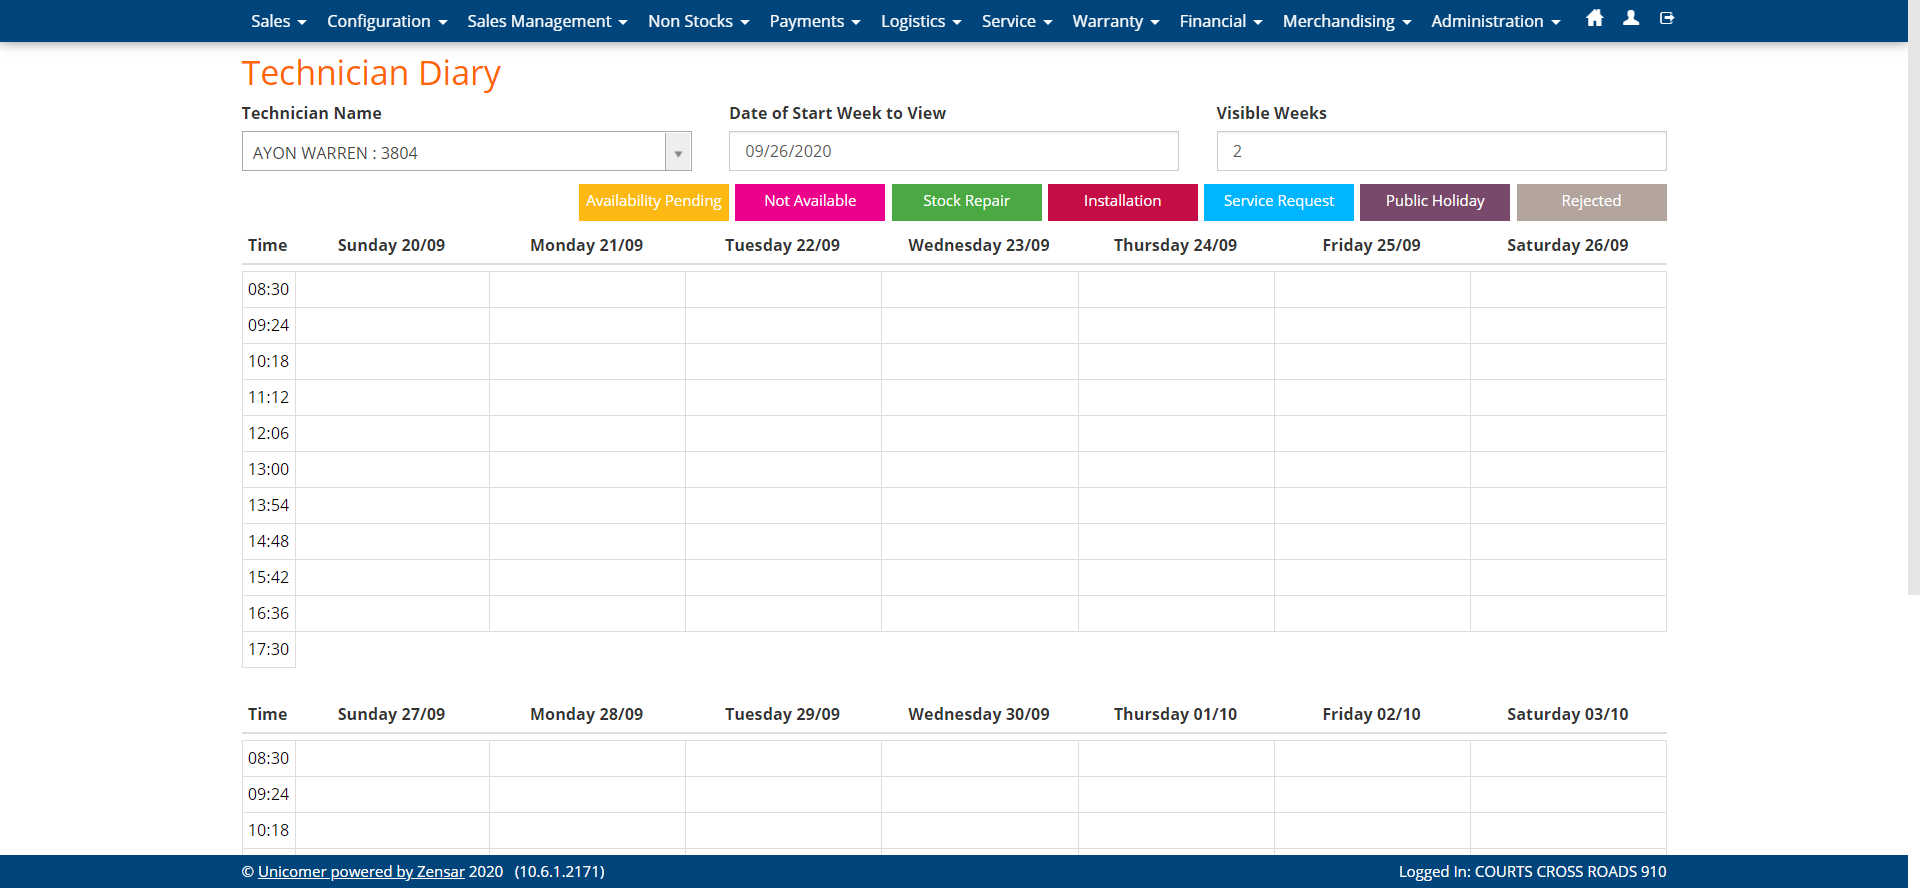 Sales Configuration Sales Management Non Stocks Payments Logistics Service Warranty Financial Merchandising Administration
Technician Diary
Technician Name Date of Start Week to View Visible Weeks
AYON WARREN : 3804 09/26/2020 2
Availability Pending Not Available Stock Repair Installation Service Request Public Holiday Rejected
Time Sunday 20/09 Monday 21/09 Tuesday 22/09 Wednesday 23/09 Thursday 24/09 Friday 25/09 Saturday 26/09
08:30
09:24
10:18
11:12
12:06
13:00
13:54
14:48
15:42
16:36
17:30
Time Sunday 27/09 Monday 28/09 Tuesday 29/09 Wednesday 30/09 Thursday 01/10 Friday 02/10 Saturday 03/10
08:30
09:24
10:18
© Unicomer powered by Zensar 2020 (10.6.1.2171) Logged In: COURTS CROSS ROADS 910